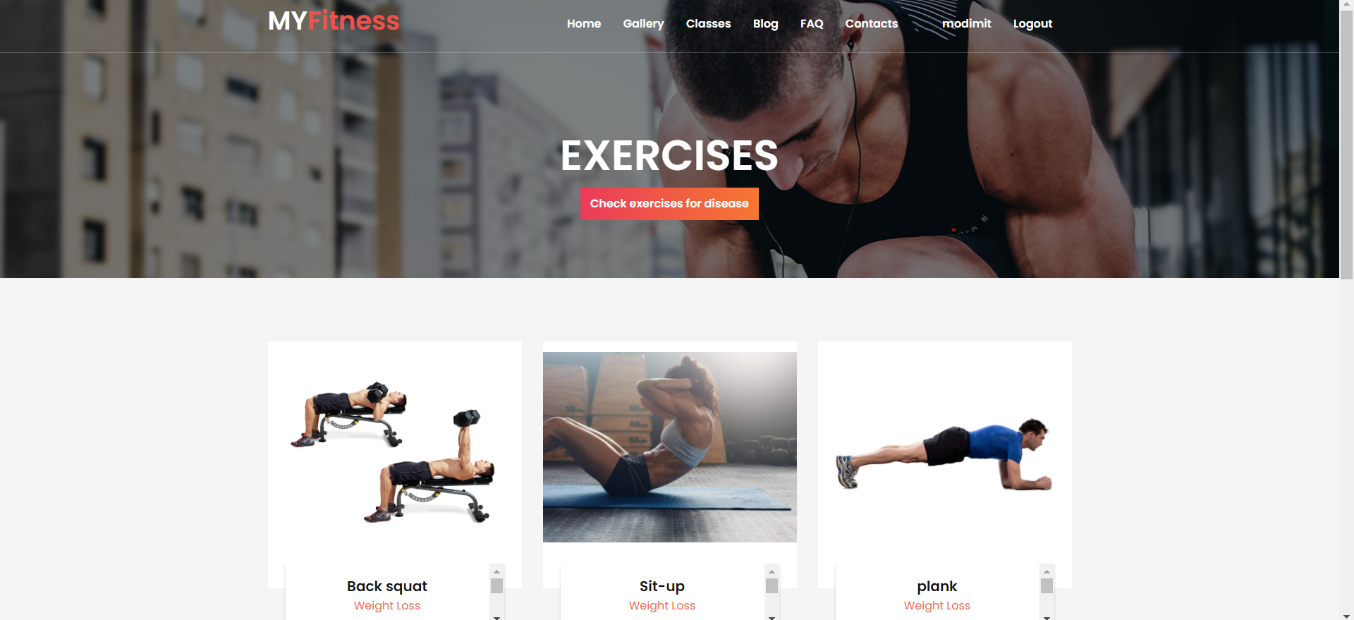 MYFitness
Home Gallery Classes Blog FAQ Contacts modimit Logout
EXERCISES
Check exercises for disease
Back squat
Weight Loss
Sit-up
Weight Loss
plank
Weight Loss